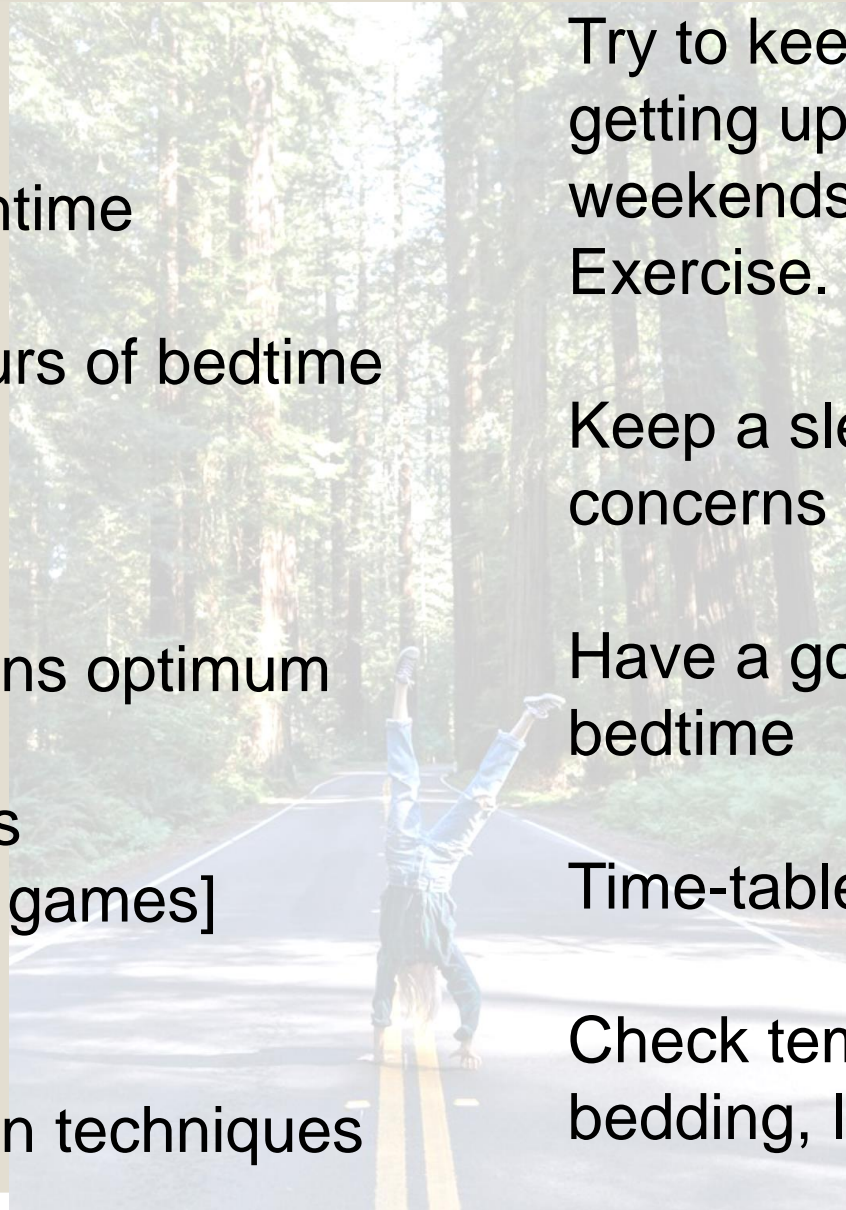 ntime
urs of bedtime
ns optimum
s
games]
n techniques
Try to kee
getting up
weekends
Exercise.
Keep a sle
concerns
Have a go
bedtime
Time-table
Check tem
bedding,